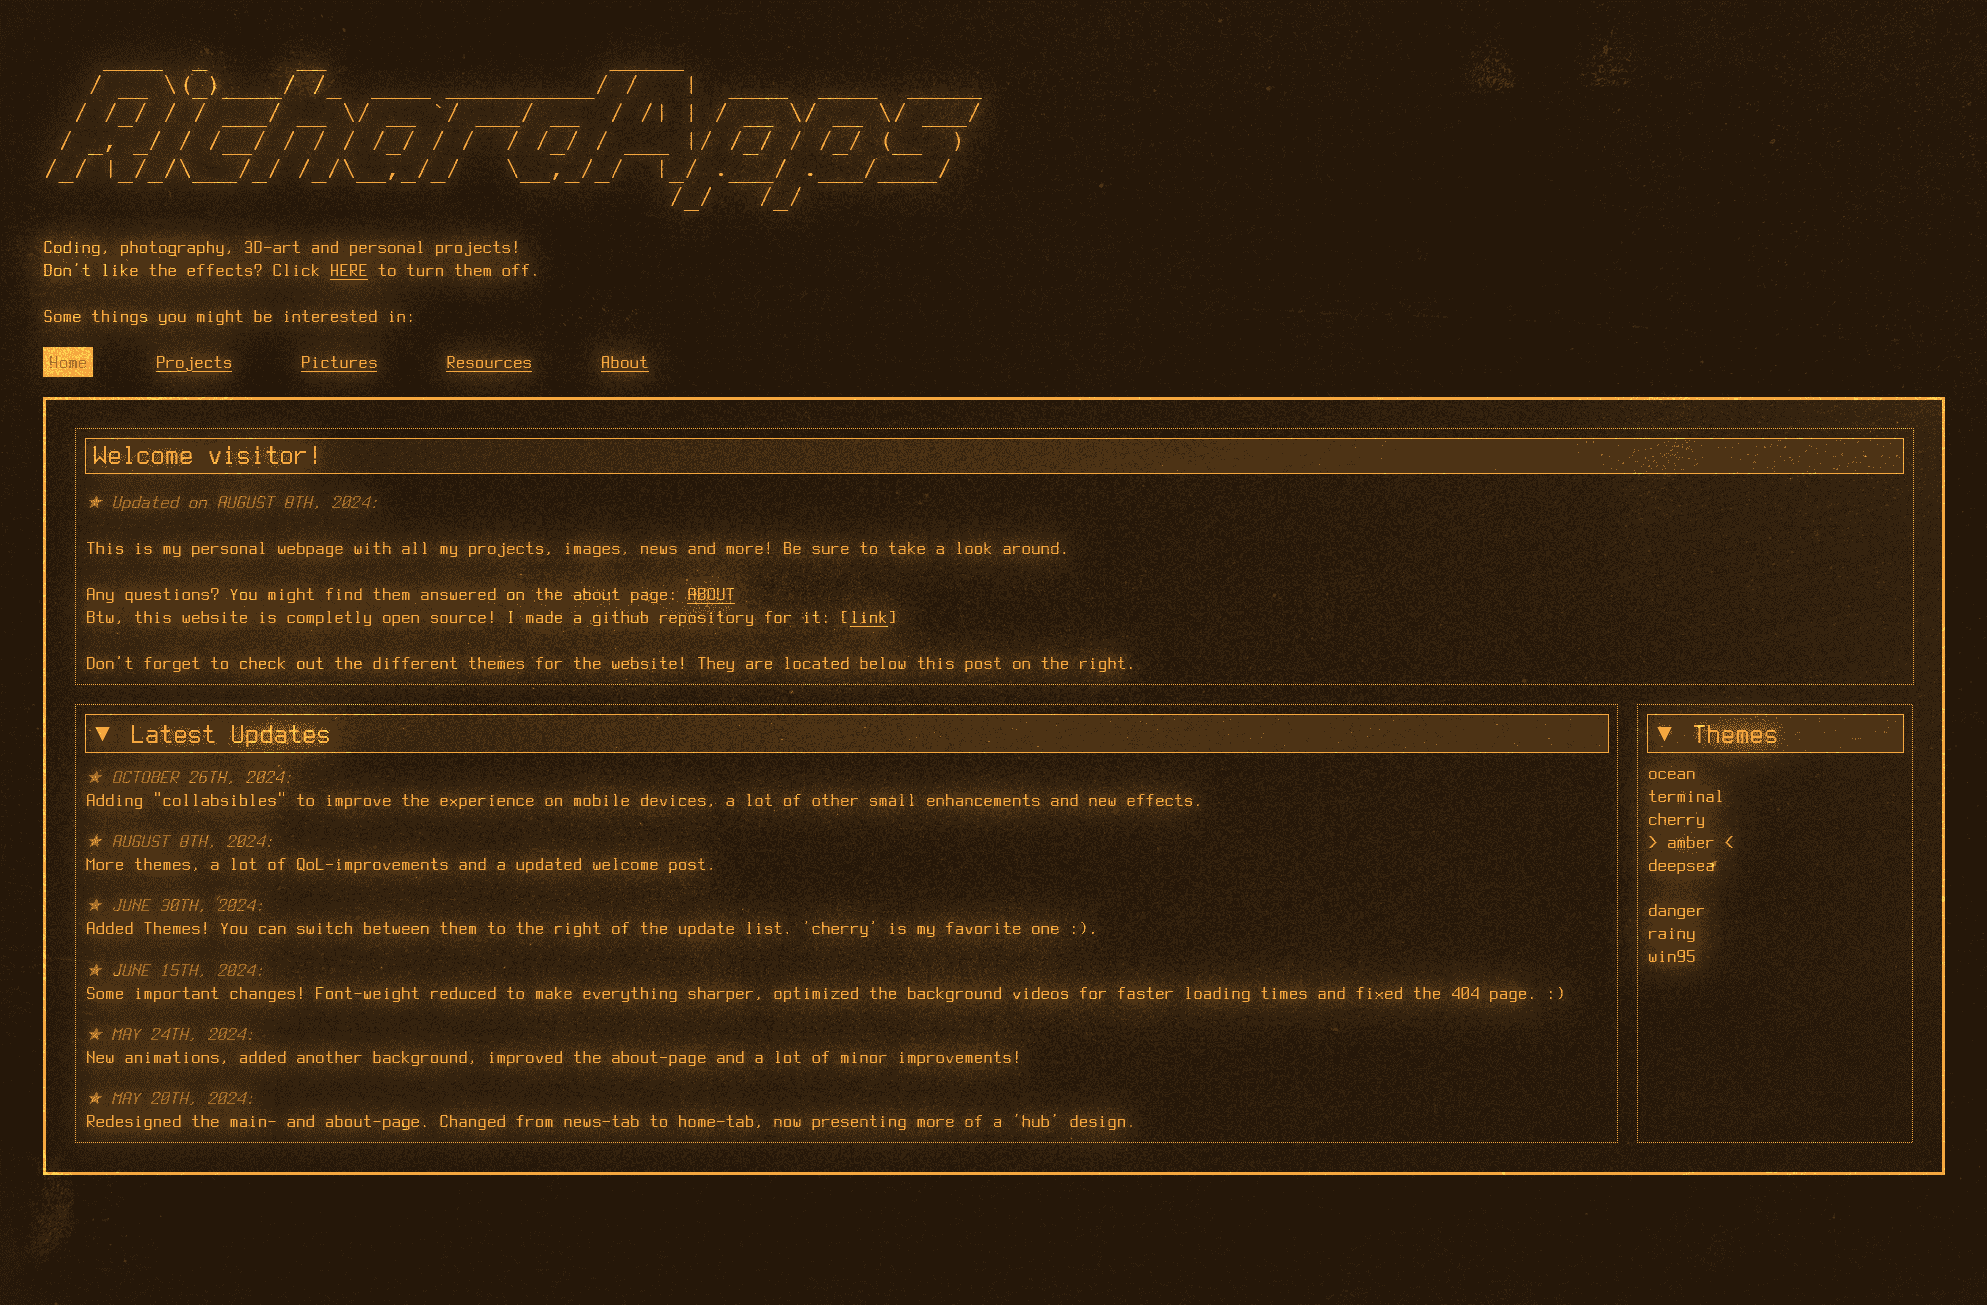 RichardApps
Coding, photography, 3D-art and personal projects!
Don't like the effects? Click HERE to turn them off.
Some things you might be interested in:
Home Projects Pictures Resources About
Welcome visitor!
★ Updated on AUGUST 8TH, 2024:
This is my personal webpage with all my projects, images, news and more! Be sure to take a look around.
Any questions? You might find them answered on the about page: ABOUT
Btw, this website is completly open source! I made a github repository for it: [link]
Don't forget to check out the different themes for the website! They are located below this post on the right.
▼ Latest Updates
★ OCTOBER 26TH, 2024:
Adding "collabsibles" to improve the experience on mobile devices, a lot of other small enhancements and new effects.
★ AUGUST 8TH, 2024:
More themes, a lot of QoL-improvements and a updated welcome post.
★ JUNE 30TH, 2024:
Added Themes! You can switch between them to the right of the update list. 'cherry' is my favorite one :).
★ JUNE 15TH, 2024:
Some important changes! Font-weight reduced to make everything sharper, optimized the background videos for faster loading times and fixed the 404 page. :)
★ MAY 24TH, 2024:
New animations, added another background, improved the about-page and a lot of minor improvements!
★ MAY 20TH, 2024:
Redesigned the main- and about-page. Changed from news-tab to home-tab, now presenting more of a 'hub' design.
▼ Themes
ocean
terminal
cherry
> amber <
deepsea
danger
rainy
win95